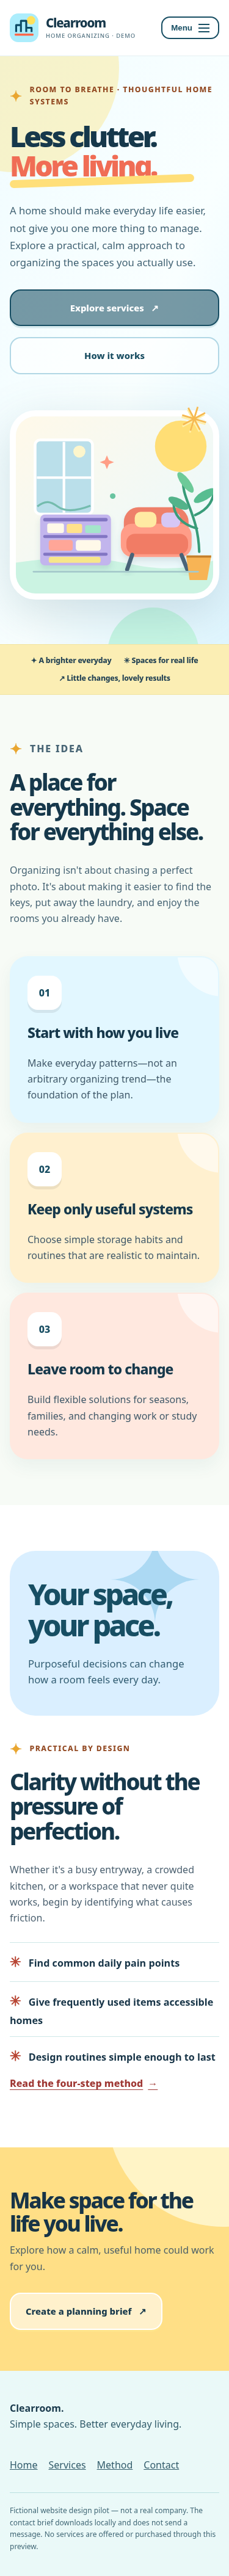 Clearroom
HOME ORGANIZING · DEMO
Menu
ROOM TO BREATHE · THOUGHTFUL HOME
SYSTEMS
Less clutter.
More living.
A home should make everyday life easier,
not give you one more thing to manage.
Explore a practical, calm approach to
organizing the spaces you actually use.
Explore services ↗
How it works
✦ A brighter everyday ☀ Spaces for real life
↗ Little changes, lovely results
THE IDEA
A place for
everything. Space
for everything else.
Organizing isn't about chasing a perfect
photo. It's about making it easier to find the
keys, put away the laundry, and enjoy the
rooms you already have.
01
Start with how you live
Make everyday patterns—not an
arbitrary organizing trend—the
foundation of the plan.
02
Keep only useful systems
Choose simple storage habits and
routines that are realistic to maintain.
03
Leave room to change
Build flexible solutions for seasons,
families, and changing work or study
needs.
Your space,
your pace.
Purposeful decisions can change
how a room feels every day.
PRACTICAL BY DESIGN
Clarity without the
pressure of
perfection.
Whether it's a busy entryway, a crowded
kitchen, or a workspace that never quite
works, begin by identifying what causes
friction.
Find common daily pain points
Give frequently used items accessible
homes
Design routines simple enough to last
Read the four-step method →
Make space for the
life you live.
Explore how a calm, useful home could work
for you.
Create a planning brief ↗
Clearroom.
Simple spaces. Better everyday living.
Home Services Method Contact
Fictional website design pilot — not a real company. The
contact brief downloads locally and does not send a
message. No services are offered or purchased through this
preview.